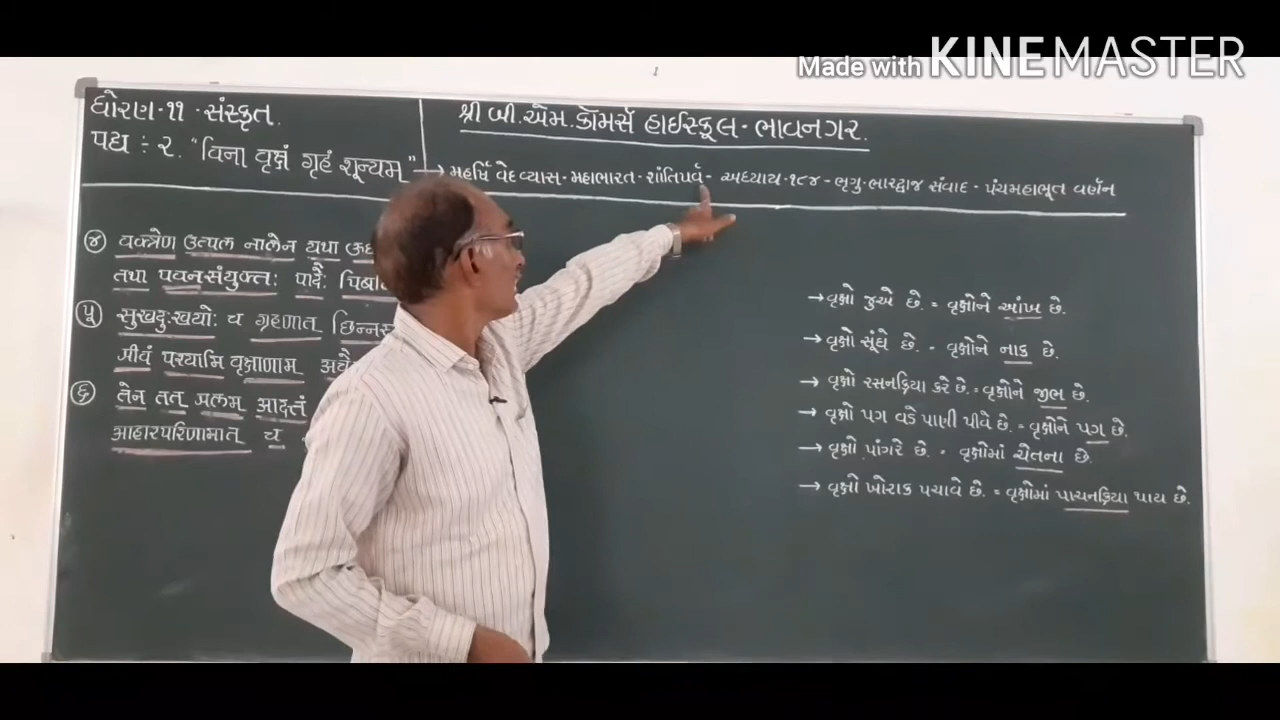 Made with KINEMASTER
ધોરણ-૧૧ - સંસ્કૃત.
શ્રી બી.એમ. કૉમર્સ હાઈસ્કૂલ - ભાવનગર.
પદ્ય : ૨. "विना वृक्षं गृहं शून्यम्"
→ મહર્ષિ વેદવ્યાસ - મહાભારત - શાંતિપર્વ - અધ્યાય - ૧૮૪ - ભૃગુ - ભારદ્વાજ સંવાદ - પંચમહાભૂત વર્ણન
૪ वक्त्रेण उत्पल नालेन यथा
तथा पवनसंयुक्तः पादैः
૫ सुखदुःखयोः च ग्रहणात्
जीवं पश्यामि वृक्षाणाम्
૬ तेन तत् जलम्
आहारपरिणामात् च
→ વૃક્ષો જુએ છે. = વૃક્ષોને આંખ છે.
→ વૃક્ષો સૂંઘે છે. = વૃક્ષોને નાક છે.
→ વૃક્ષો રસનક્રિયા કરે છે. = વૃક્ષોને જીભ છે.
→ વૃક્ષો પગ વડે પાણી પીવે છે. = વૃક્ષોને પગ છે.
→ વૃક્ષો પાંગરે છે. = વૃક્ષોમાં ચેતના છે.
→ વૃક્ષો ખોરાક પચાવે છે. = વૃક્ષોમાં પાચનક્રિયા થાય છે.